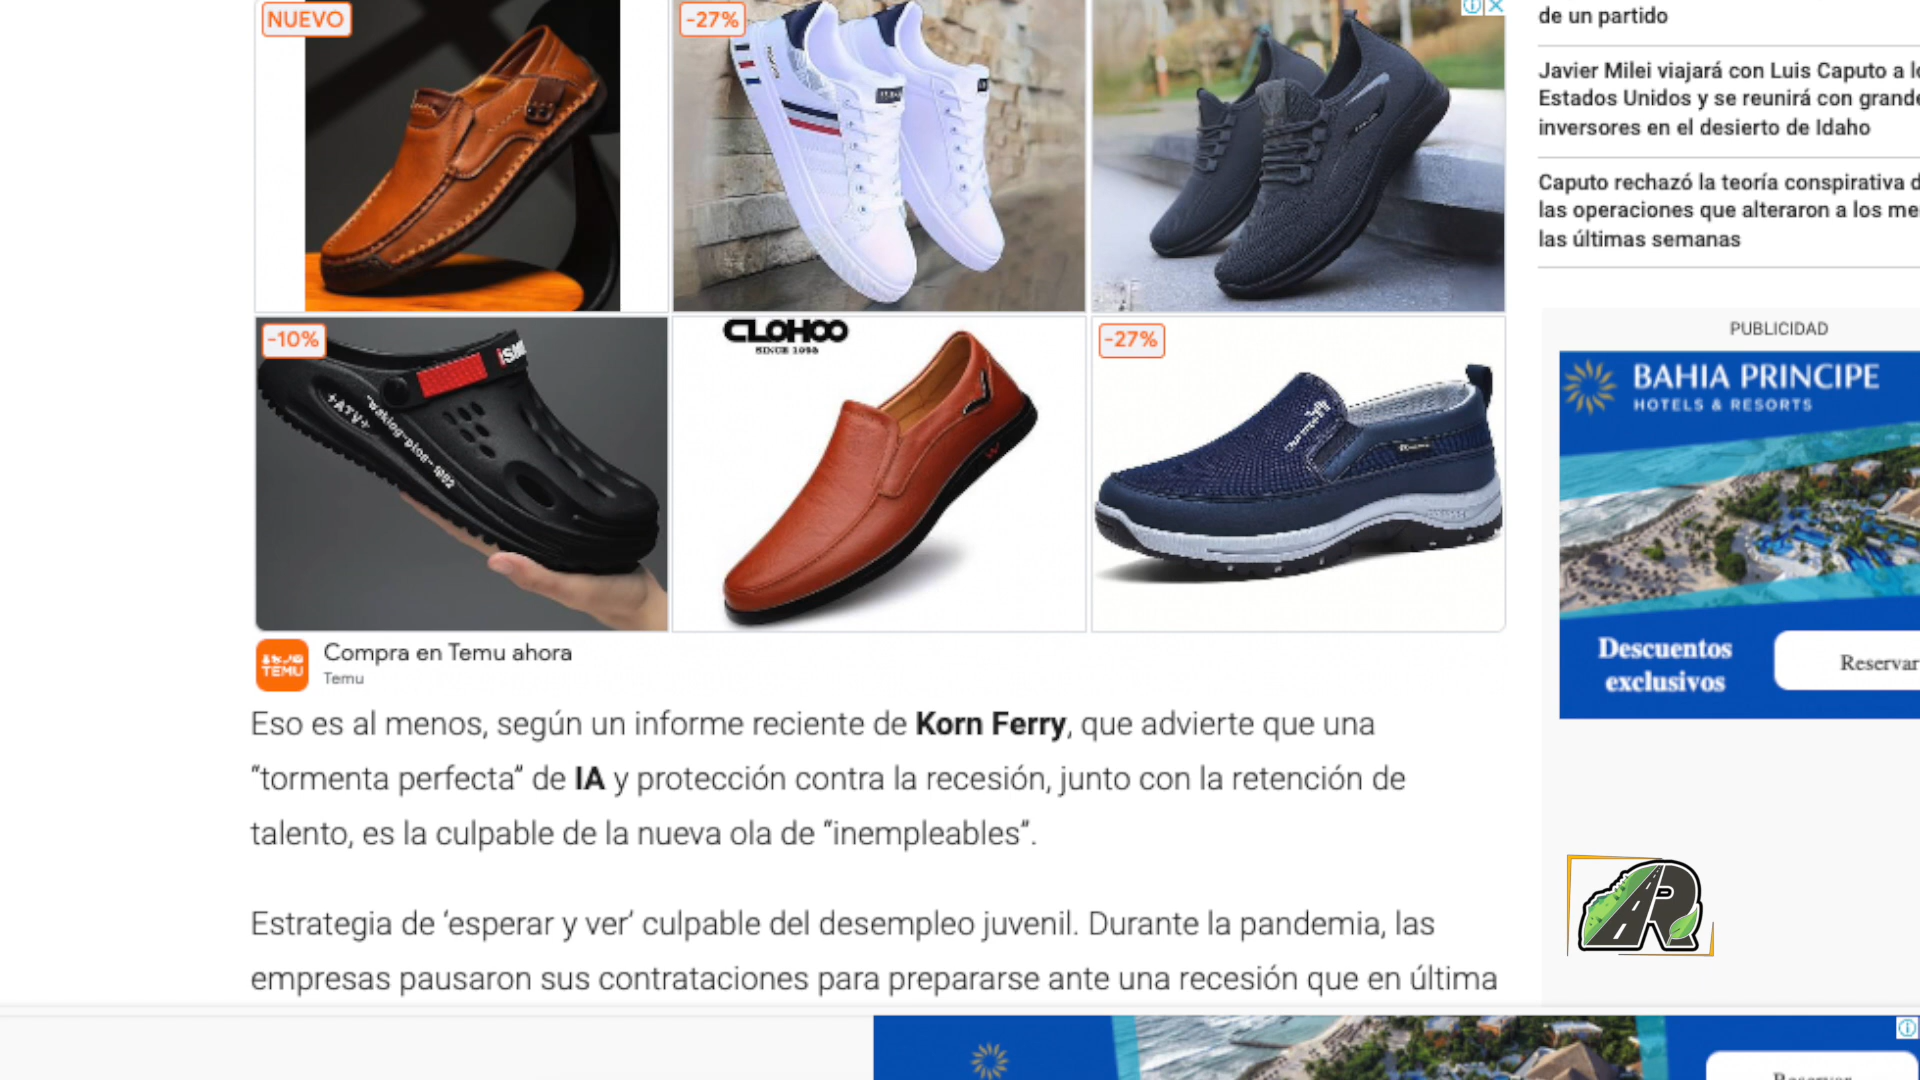 NUEVO
-27%
-10%
+ATV+
CLOHOO
SINCE 1998
-27%
TEMU
Compra en Temu ahora
Temu
Eso es al menos, según un informe reciente de Korn Ferry, que advierte que una
“tormenta perfecta” de IA y protección contra la recesión, junto con la retención de
talento, es la culpable de la nueva ola de “inempleables”.
Estrategia de ‘esperar y ver’ culpable del desempleo juvenil. Durante la pandemia, las
empresas pausaron sus contrataciones para prepararse ante una recesión que en última
de un partido
Javier Milei viajará con Luis Caputo a l
Estados Unidos y se reunirá con grand
inversores en el desierto de Idaho
Caputo rechazó la teoría conspirativa d
las operaciones que alteraron a los me
las últimas semanas
PUBLICIDAD
BAHIA PRINCIPE
HOTELS & RESORTS
Descuentos
exclusivos
Reservar
R
Reservar